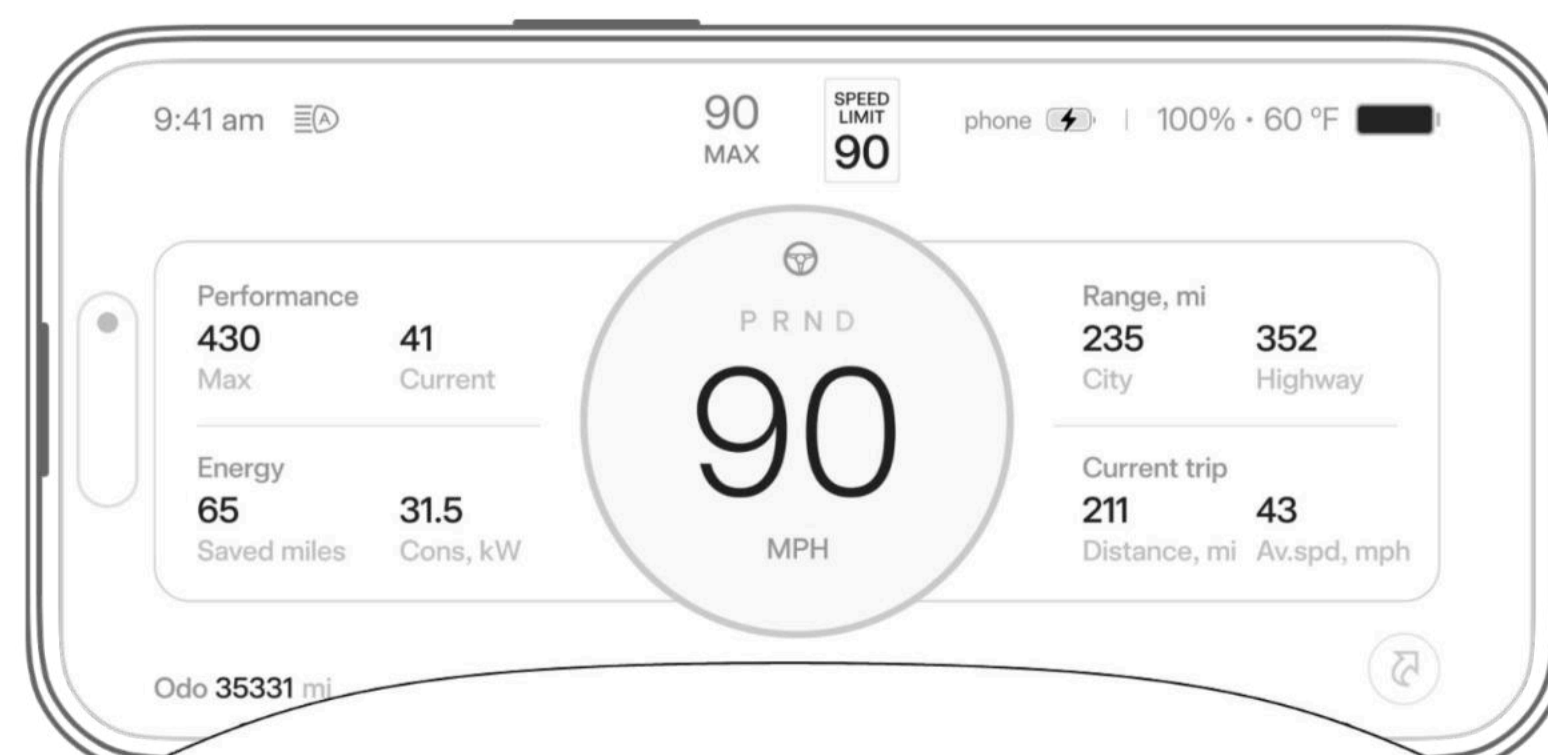 9:41 am
A
90
MAX
SPEED
LIMIT
90
phone
100% · 60 °F
Performance
430 41
Max Current
Energy
65 31.5
Saved miles Cons, kW
P R N D
90
MPH
Range, mi
235 352
City Highway
Current trip
211 43
Distance, mi Av.spd, mph
Odo 35331 mi